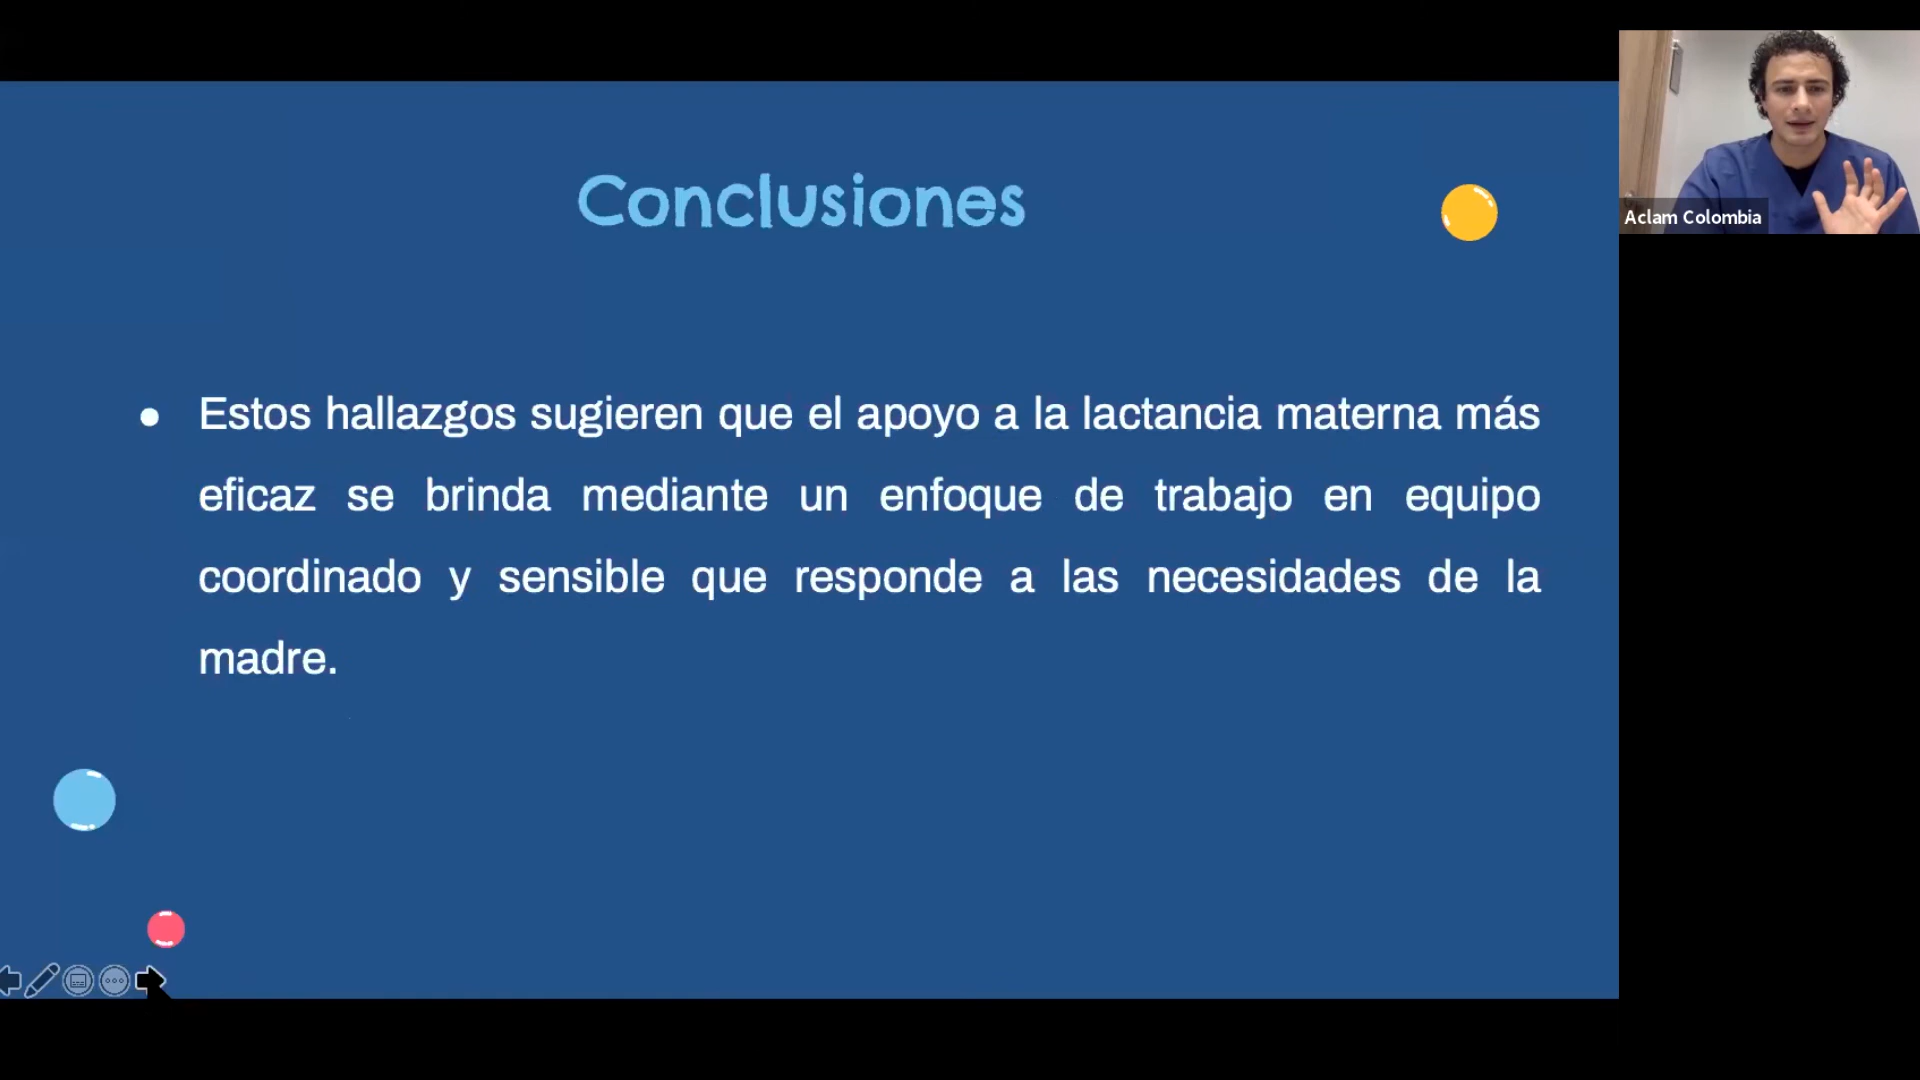 Conclusiones
Aclam Colombia
● Estos hallazgos sugieren que el apoyo a la lactancia materna más
eficaz se brinda mediante un enfoque de trabajo en equipo
coordinado y sensible que responde a las necesidades de la
madre.